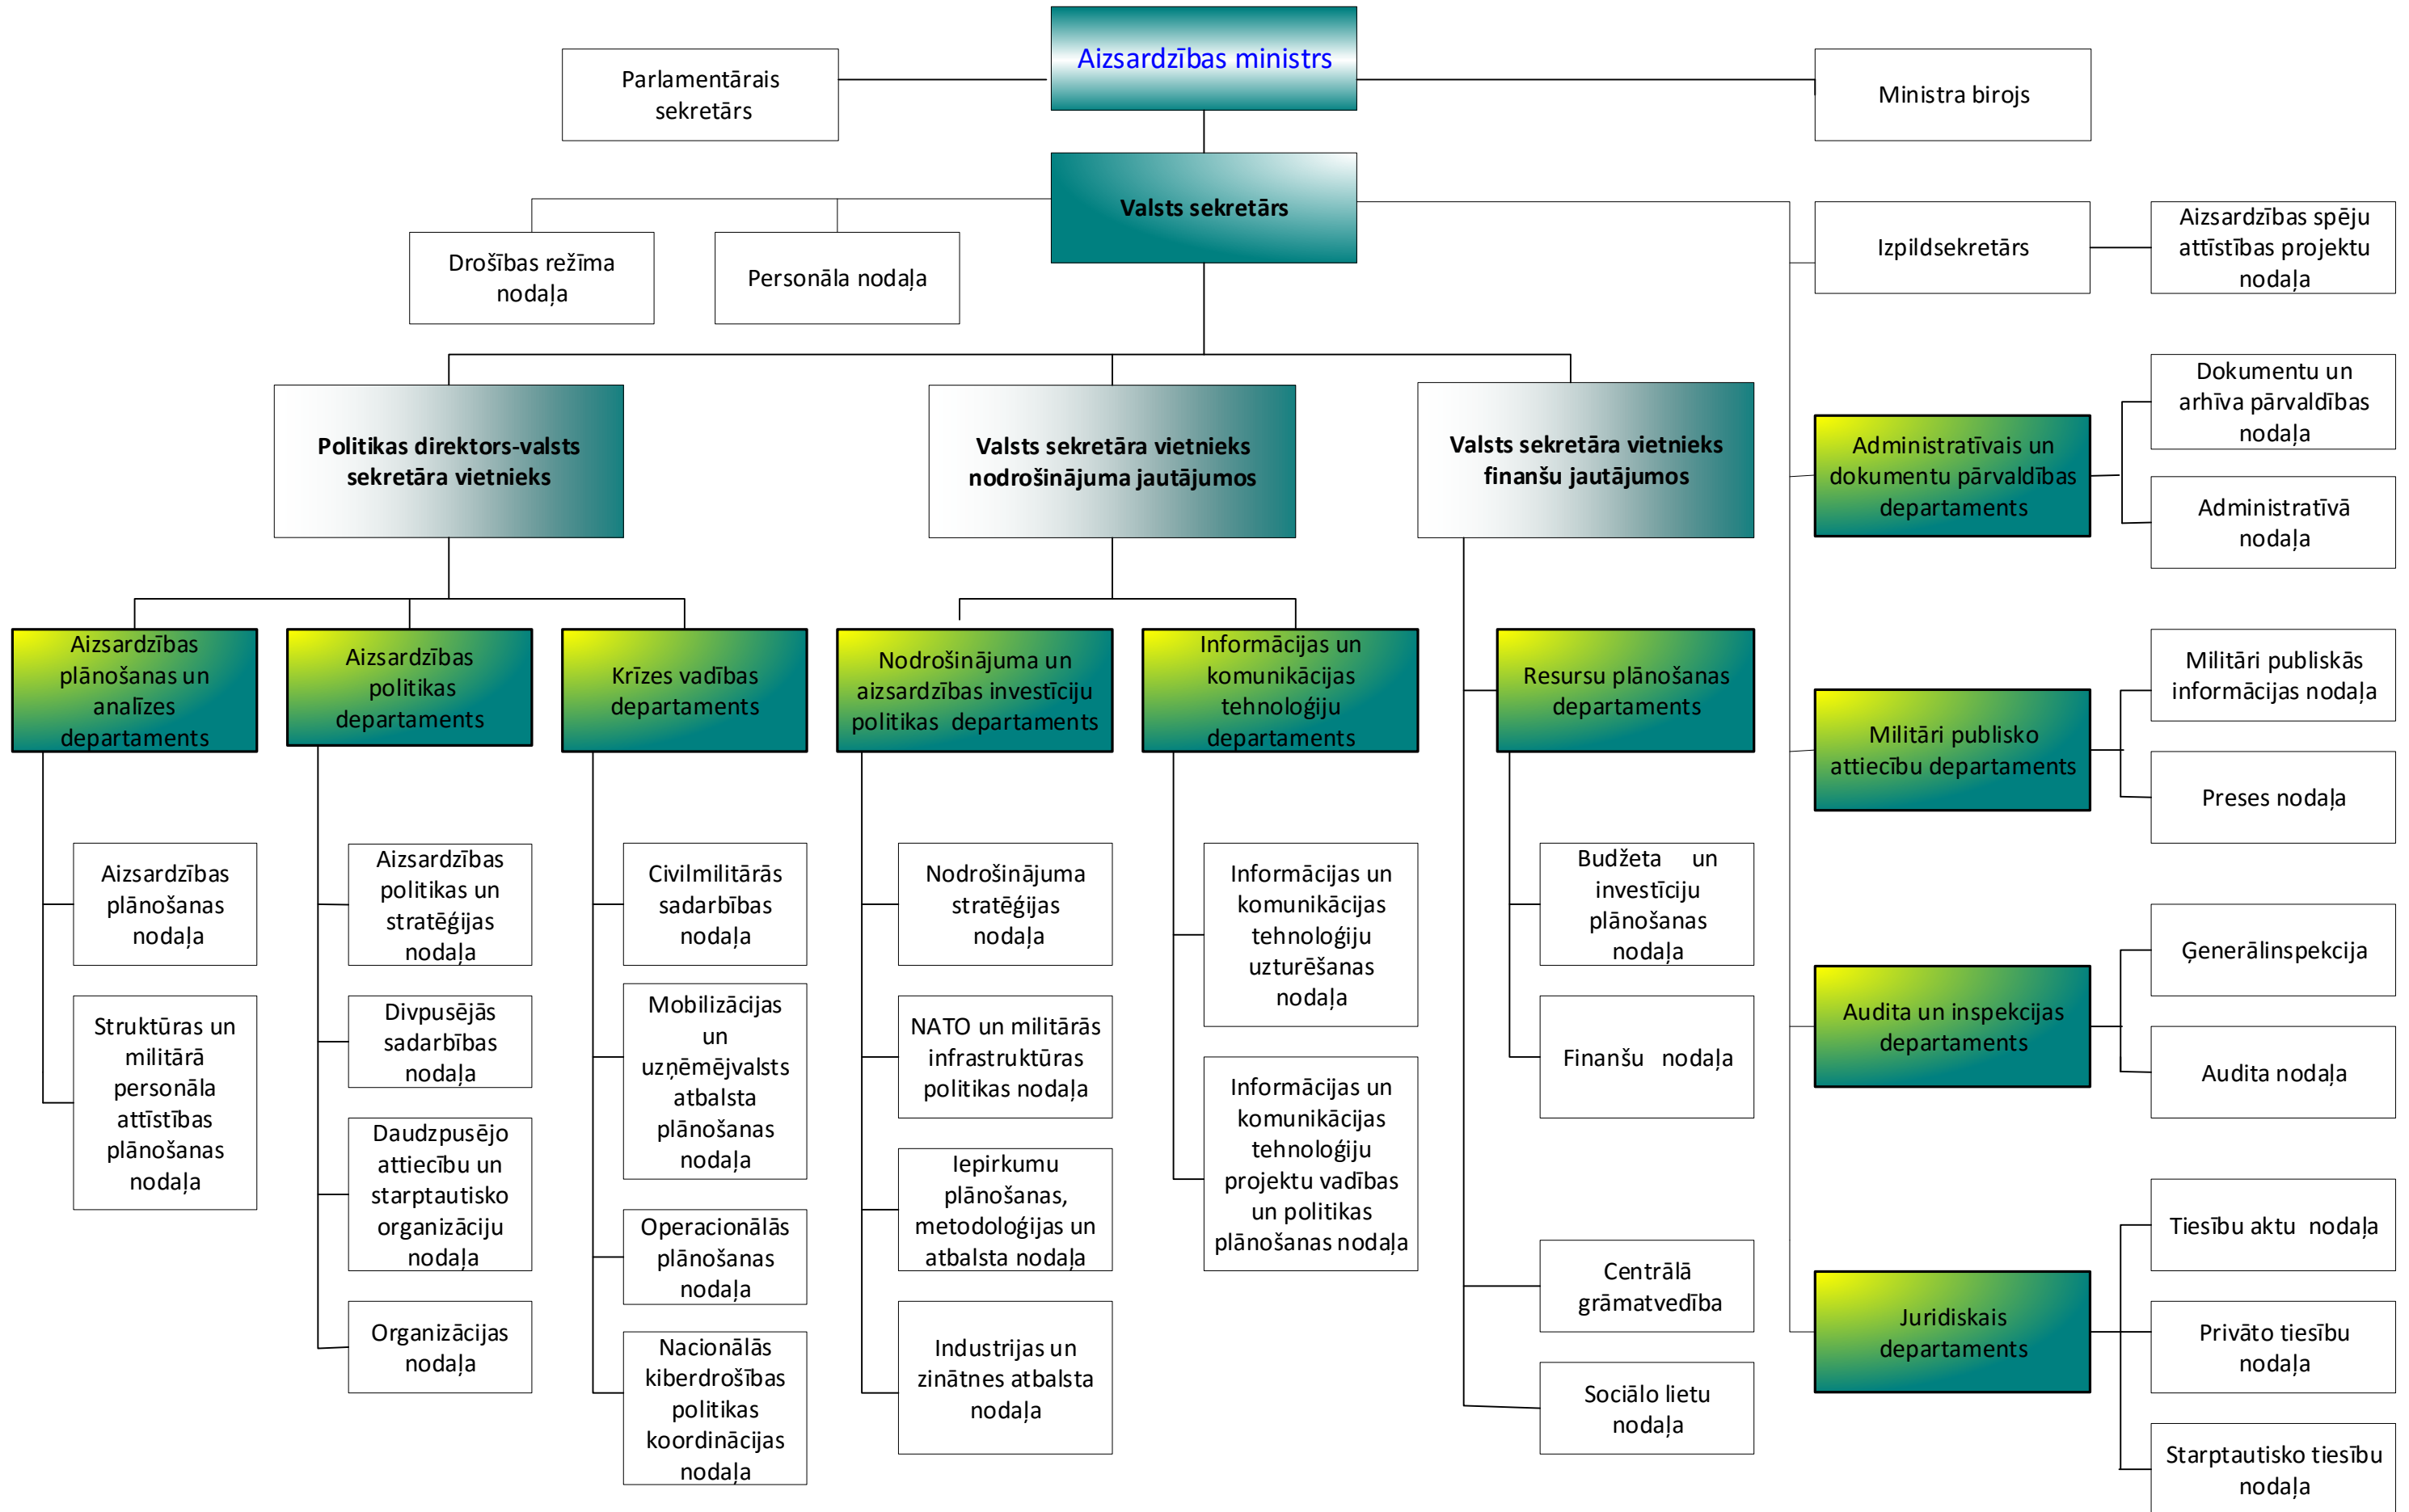 Aizsardzības ministrs
Parlamentārais
sekretārs
Ministra birojs
Valsts sekretārs
Drošības režīma
nodaļa
Personāla nodaļa
Izpildsekretārs
Aizsardzības spēju
attīstības projektu
nodaļa
Politikas direktors-valsts
sekretāra vietnieks
Valsts sekretāra vietnieks
nodrošinājuma jautājumos
Valsts sekretāra vietnieks
finanšu jautājumos
Administratīvais un
dokumentu pārvaldības
departaments
Dokumentu un
arhīva pārvaldības
nodaļa
Administratīvā
nodaļa
Aizsardzības
plānošanas un
analīzes
departaments
Aizsardzības
politikas
departaments
Krīzes vadības
departaments
Nodrošinājuma un
aizsardzības investīciju
politikas departaments
Informācijas un
komunikācijas
tehnoloģiju
departaments
Resursu plānošanas
departaments
Militāri publisko
attiecību departaments
Militāri publiskās
informācijas nodaļa
Preses nodaļa
Aizsardzības
plānošanas
nodaļa
Struktūras un
militārā
personāla
attīstības
plānošanas
nodaļa
Aizsardzības
politikas un
stratēģijas
nodaļa
Divpusējās
sadarbības
nodaļa
Daudzpusējo
attiecību un
starptautisko
organizāciju
nodaļa
Organizācijas
nodaļa
Civilmilitārās
sadarbības
nodaļa
Mobilizācijas
un
uzņēmējvalsts
atbalsta
plānošanas
nodaļa
Operacionālās
plānošanas
nodaļa
Nacionālās
kiberdrošības
politikas
koordinācijas
nodaļa
Nodrošinājuma
stratēģijas
nodaļa
NATO un militārās
infrastruktūras
politikas nodaļa
Iepirkumu
plānošanas,
metodoloģijas un
atbalsta nodaļa
Industrijas un
zinātnes atbalsta
nodaļa
Informācijas un
komunikācijas
tehnoloģiju
uzturēšanas
nodaļa
Informācijas un
komunikācijas
tehnoloģiju
projektu vadības
un politikas
plānošanas nodaļa
Budžeta un
investīciju
plānošanas
nodaļa
Finanšu nodaļa
Centrālā
grāmatvedība
Sociālo lietu
nodaļa
Audita un inspekcijas
departaments
Ģenerālinspekcija
Audita nodaļa
Juridiskais
departaments
Tiesību aktu nodaļa
Privāto tiesību
nodaļa
Starptautisko tiesību
nodaļa